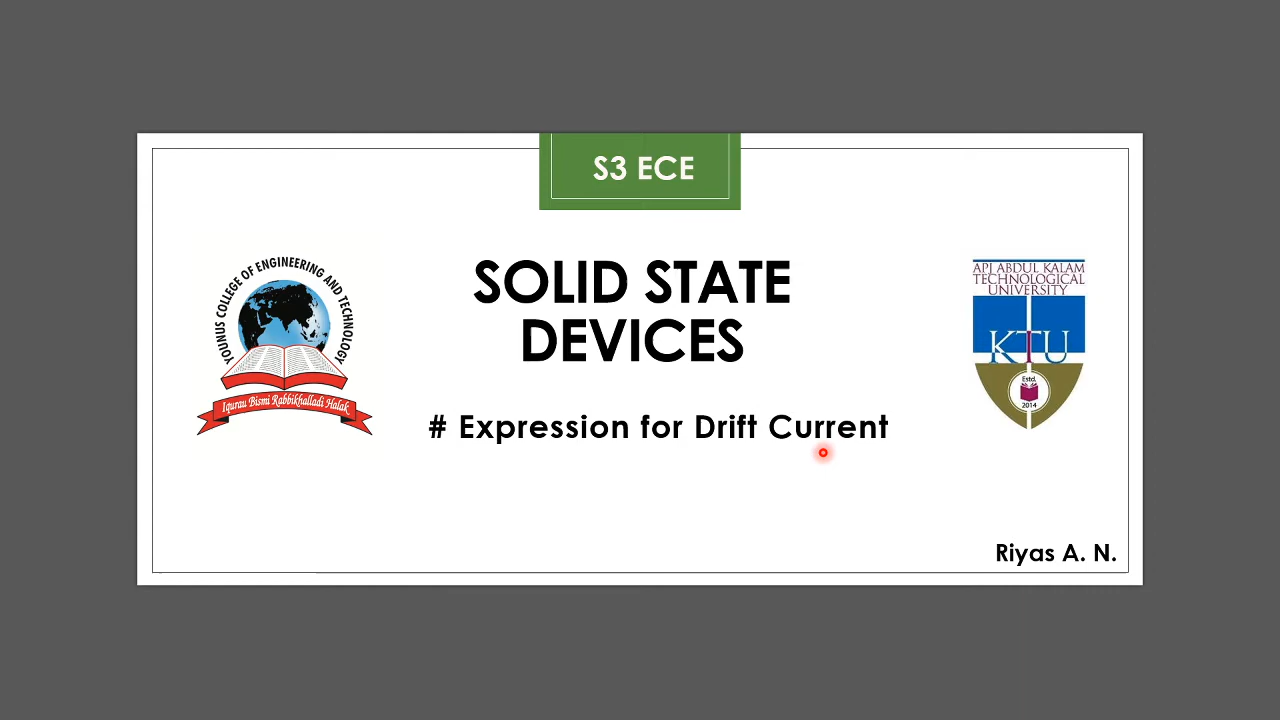 S3 ECE
YOUNUS COLLEGE OF ENGINEERING AND TECHNOLOGY
Iqurau Bismi Rabbikhalladi Halak
SOLID STATE
DEVICES
# Expression for Drift Current
APJ ABDUL KALAM
TECHNOLOGICAL
UNIVERSITY
KTU
Estd.
2014
Riyas A. N.